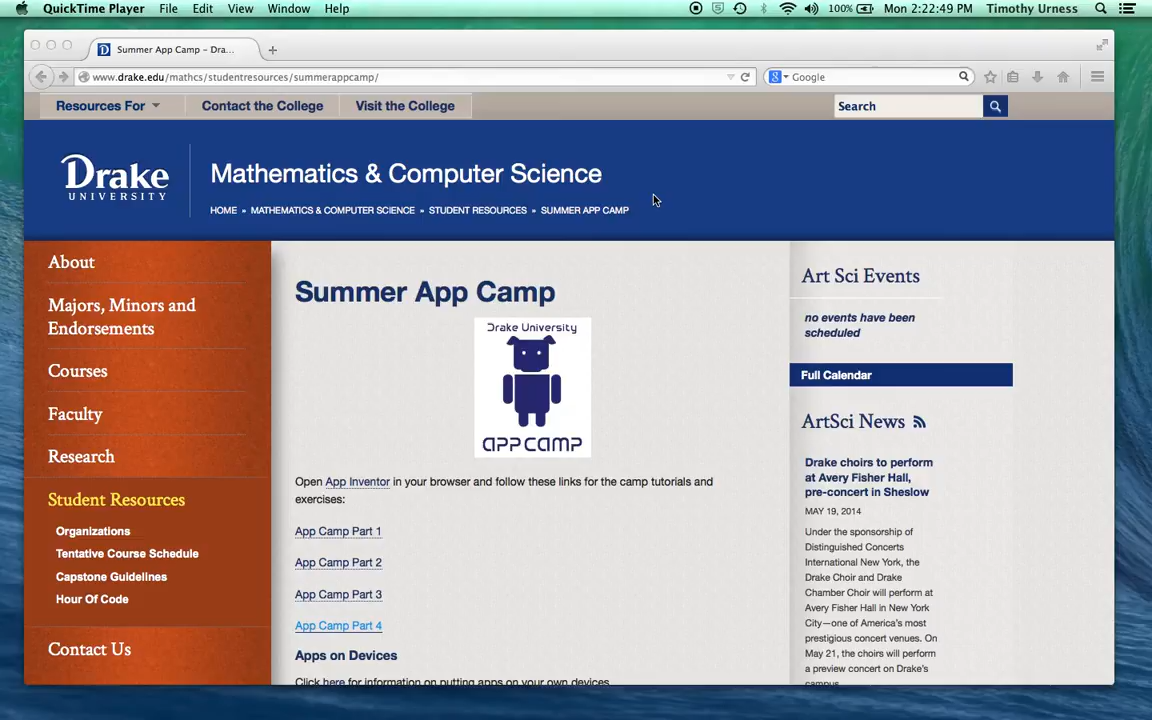 QuickTime Player File Edit View Window Help 100% Mon 2:22:49 PM Timothy Urness
Summer App Camp – Dra...
www.drake.edu/mathcs/studentresources/summerappcamp/
Google
Resources For Contact the College Visit the College
Search
Drake
UNIVERSITY
Mathematics & Computer Science
HOME » MATHEMATICS & COMPUTER SCIENCE » STUDENT RESOURCES » SUMMER APP CAMP
About
Majors, Minors and
Endorsements
Courses
Faculty
Research
Student Resources
Organizations
Tentative Course Schedule
Capstone Guidelines
Hour Of Code
Contact Us
Summer App Camp
Drake University
APP CAMP
Open App Inventor in your browser and follow these links for the camp tutorials and
exercises:
App Camp Part 1
App Camp Part 2
App Camp Part 3
App Camp Part 4
Apps on Devices
Click here for information on putting apps on your own devices
Art Sci Events
no events have been
scheduled
Full Calendar
ArtSci News
Drake choirs to perform
at Avery Fisher Hall,
pre-concert in Sheslow
MAY 19, 2014
Under the sponsorship of
Distinguished Concerts
International New York, the
Drake Choir and Drake
Chamber Choir will perform at
Avery Fisher Hall in New York
City—one of America's most
prestigious concert venues. On
May 21, the choirs will perform
a preview concert on Drake's
campus